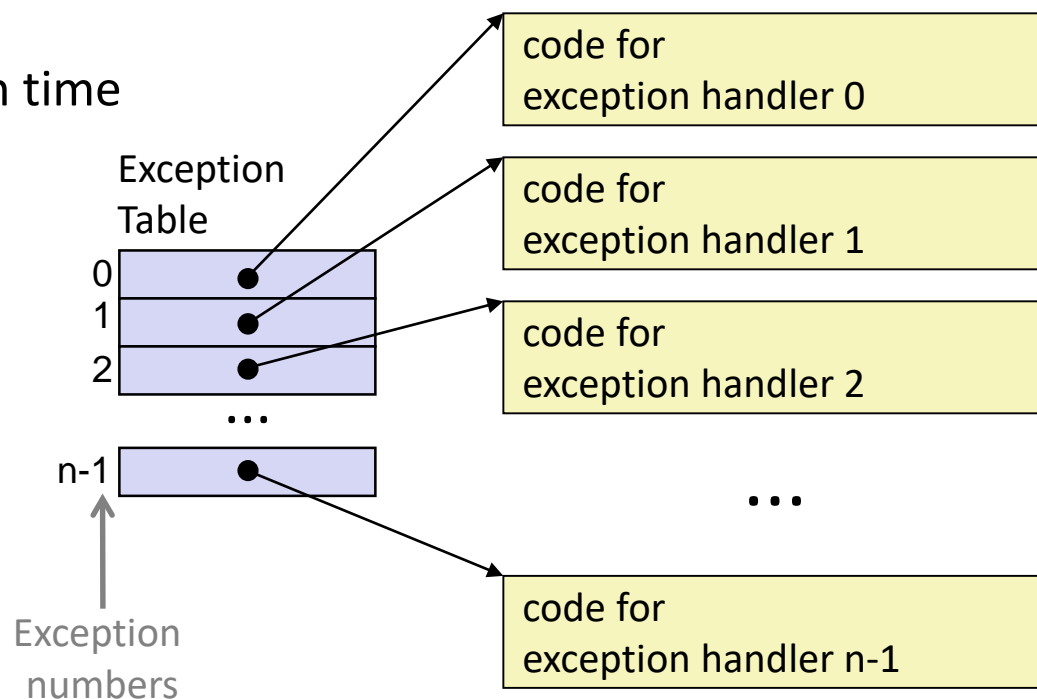 n time
Exception
Table
0
1
2
...
n-1
Exception
numbers
code for
exception handler 0
code for
exception handler 1
code for
exception handler 2
...
code for
exception handler n-1